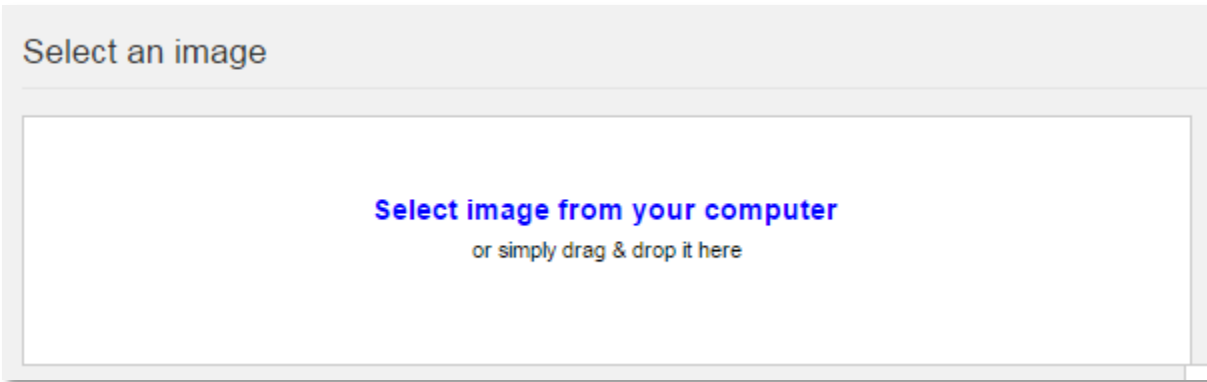 Select an image
Select image from your computer
or simply drag & drop it here